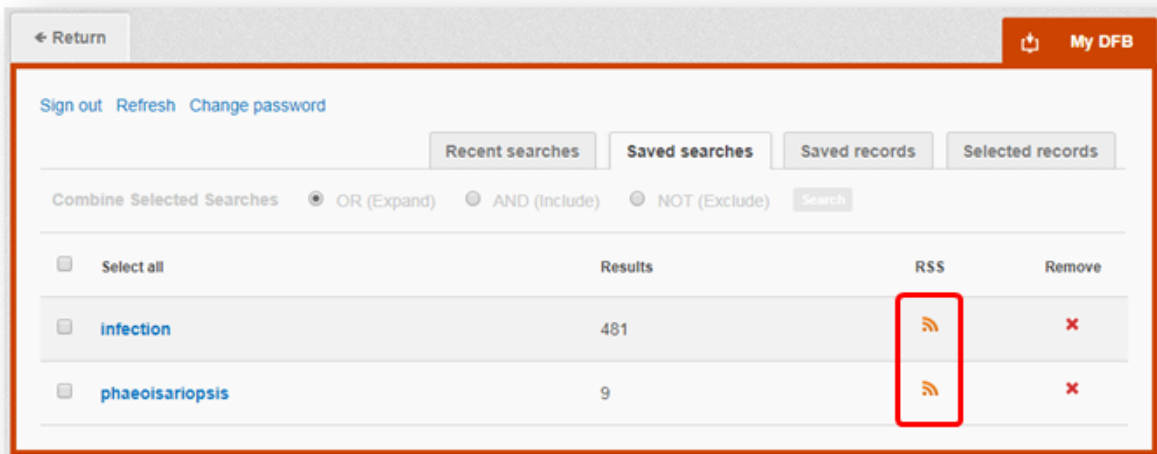 Return My DFB
Sign out Refresh Change password
Recent searches Saved searches Saved records Selected records
Combine Selected Searches OR (Expand) AND (Include) NOT (Exclude) Search
Select all Results RSS Remove
infection 481
phaeoisariopsis 9